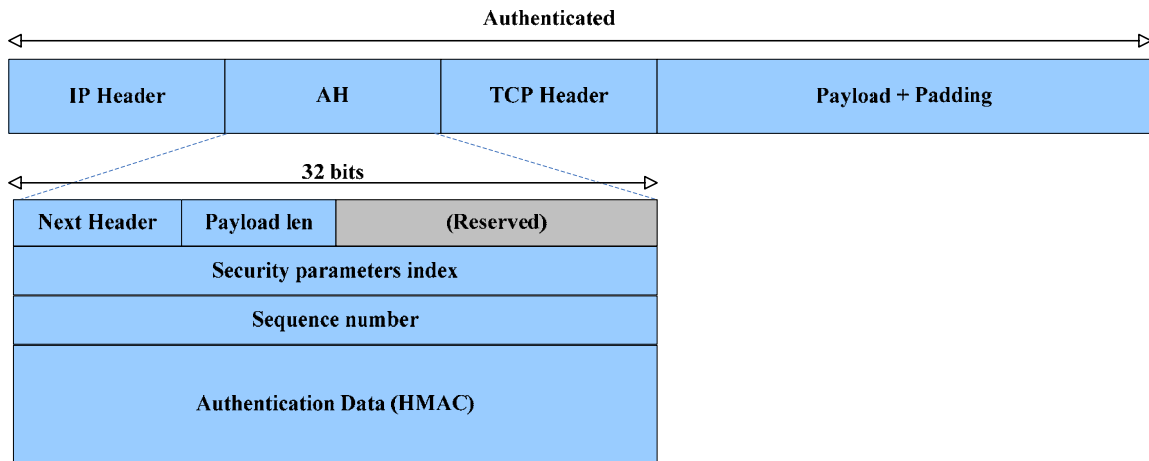 Authenticated
IP Header AH TCP Header Payload + Padding
32 bits
Next Header Payload len (Reserved)
Security parameters index
Sequence number
Authentication Data (HMAC)